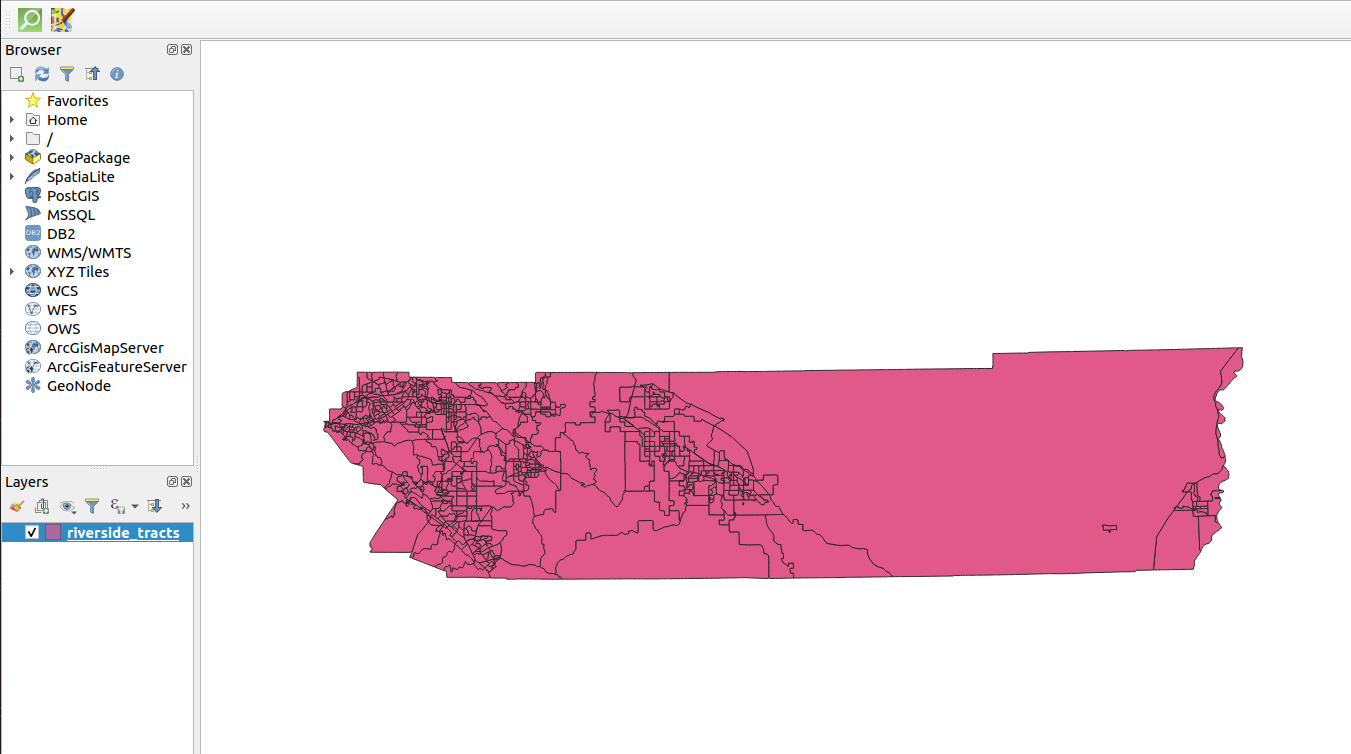 Browser
Favorites
Home
/
GeoPackage
SpatiaLite
PostGIS
MSSQL
DB2
DB2
WMS/WMTS
XYZ Tiles
WCS
WFS
OWS
ArcGisMapServer
ArcGisFeatureServer
GeoNode
Layers
»
riverside_tracts